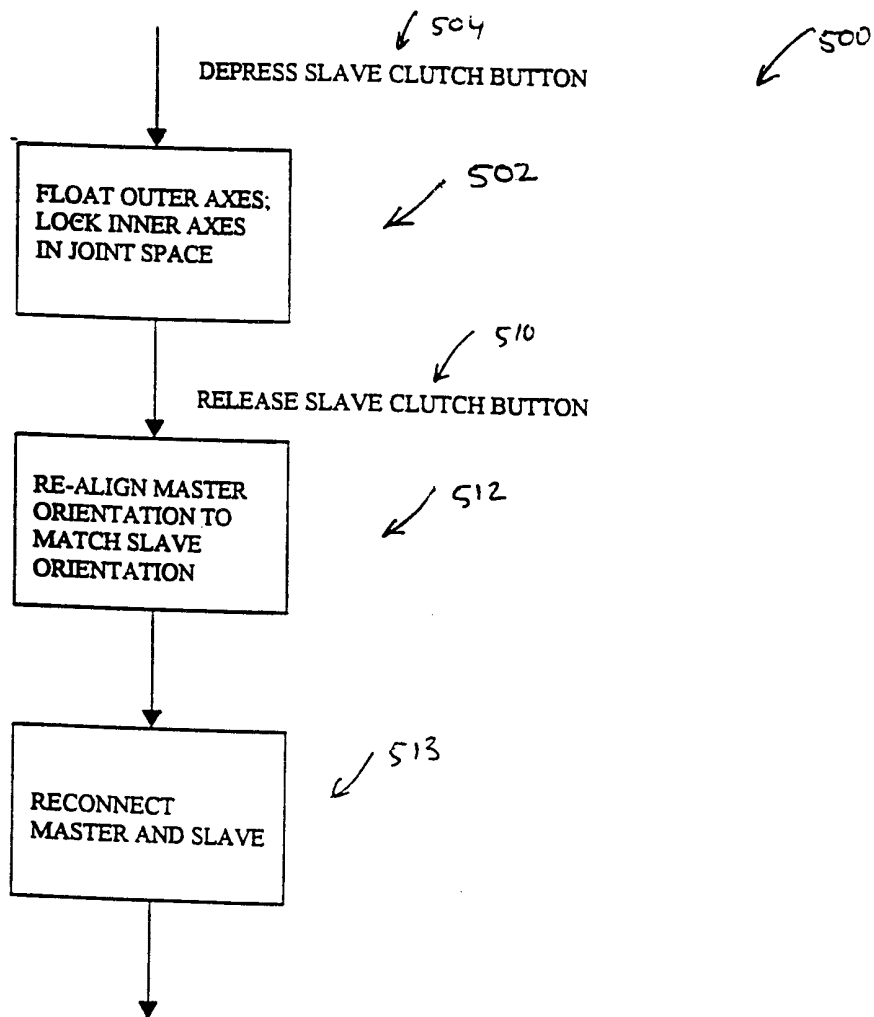 504
500
DEPRESS SLAVE CLUTCH BUTTON
502
FLOAT OUTER AXES;
LOCK INNER AXES
IN JOINT SPACE
510
RELEASE SLAVE CLUTCH BUTTON
RE-ALIGN MASTER
ORIENTATION TO
MATCH SLAVE
ORIENTATION
512
513
RECONNECT
MASTER AND SLAVE